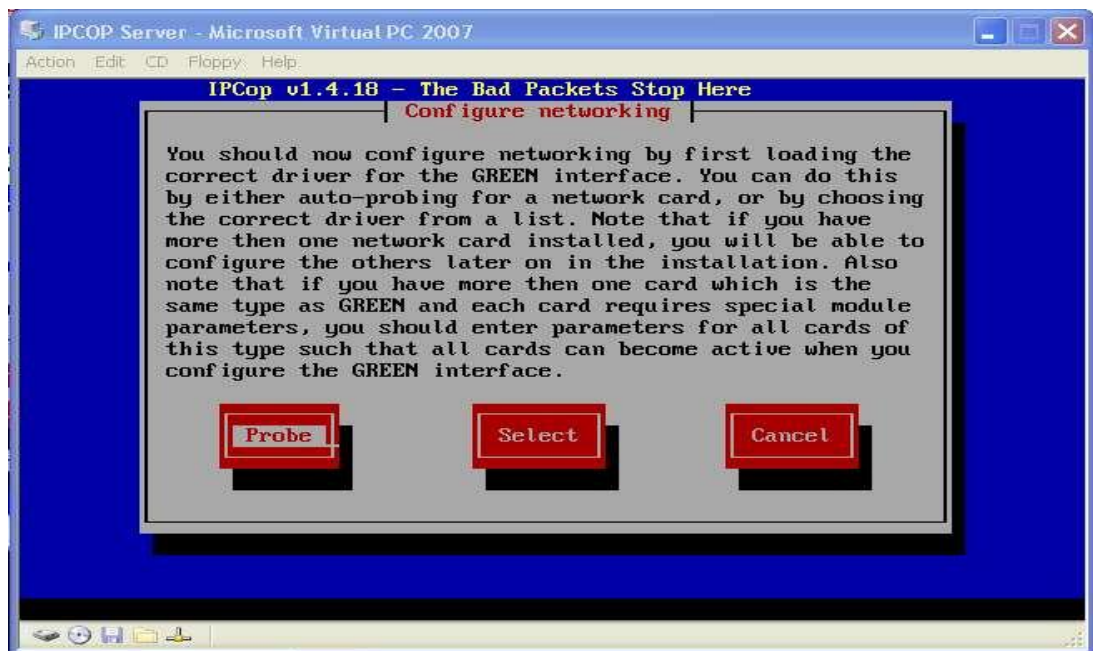 IPCOP Server - Microsoft Virtual PC 2007
Action Edit CD Floppy Help
IPCop v1.4.18 - The Bad Packets Stop Here
Configure networking
You should now configure networking by first loading the
correct driver for the GREEN interface. You can do this
by either auto-probing for a network card, or by choosing
the correct driver from a list. Note that if you have
more then one network card installed, you will be able to
configure the others later on in the installation. Also
note that if you have more then one card which is the
same type as GREEN and each card requires special module
parameters, you should enter parameters for all cards of
this type such that all cards can become active when you
configure the GREEN interface.
Probe Select Cancel